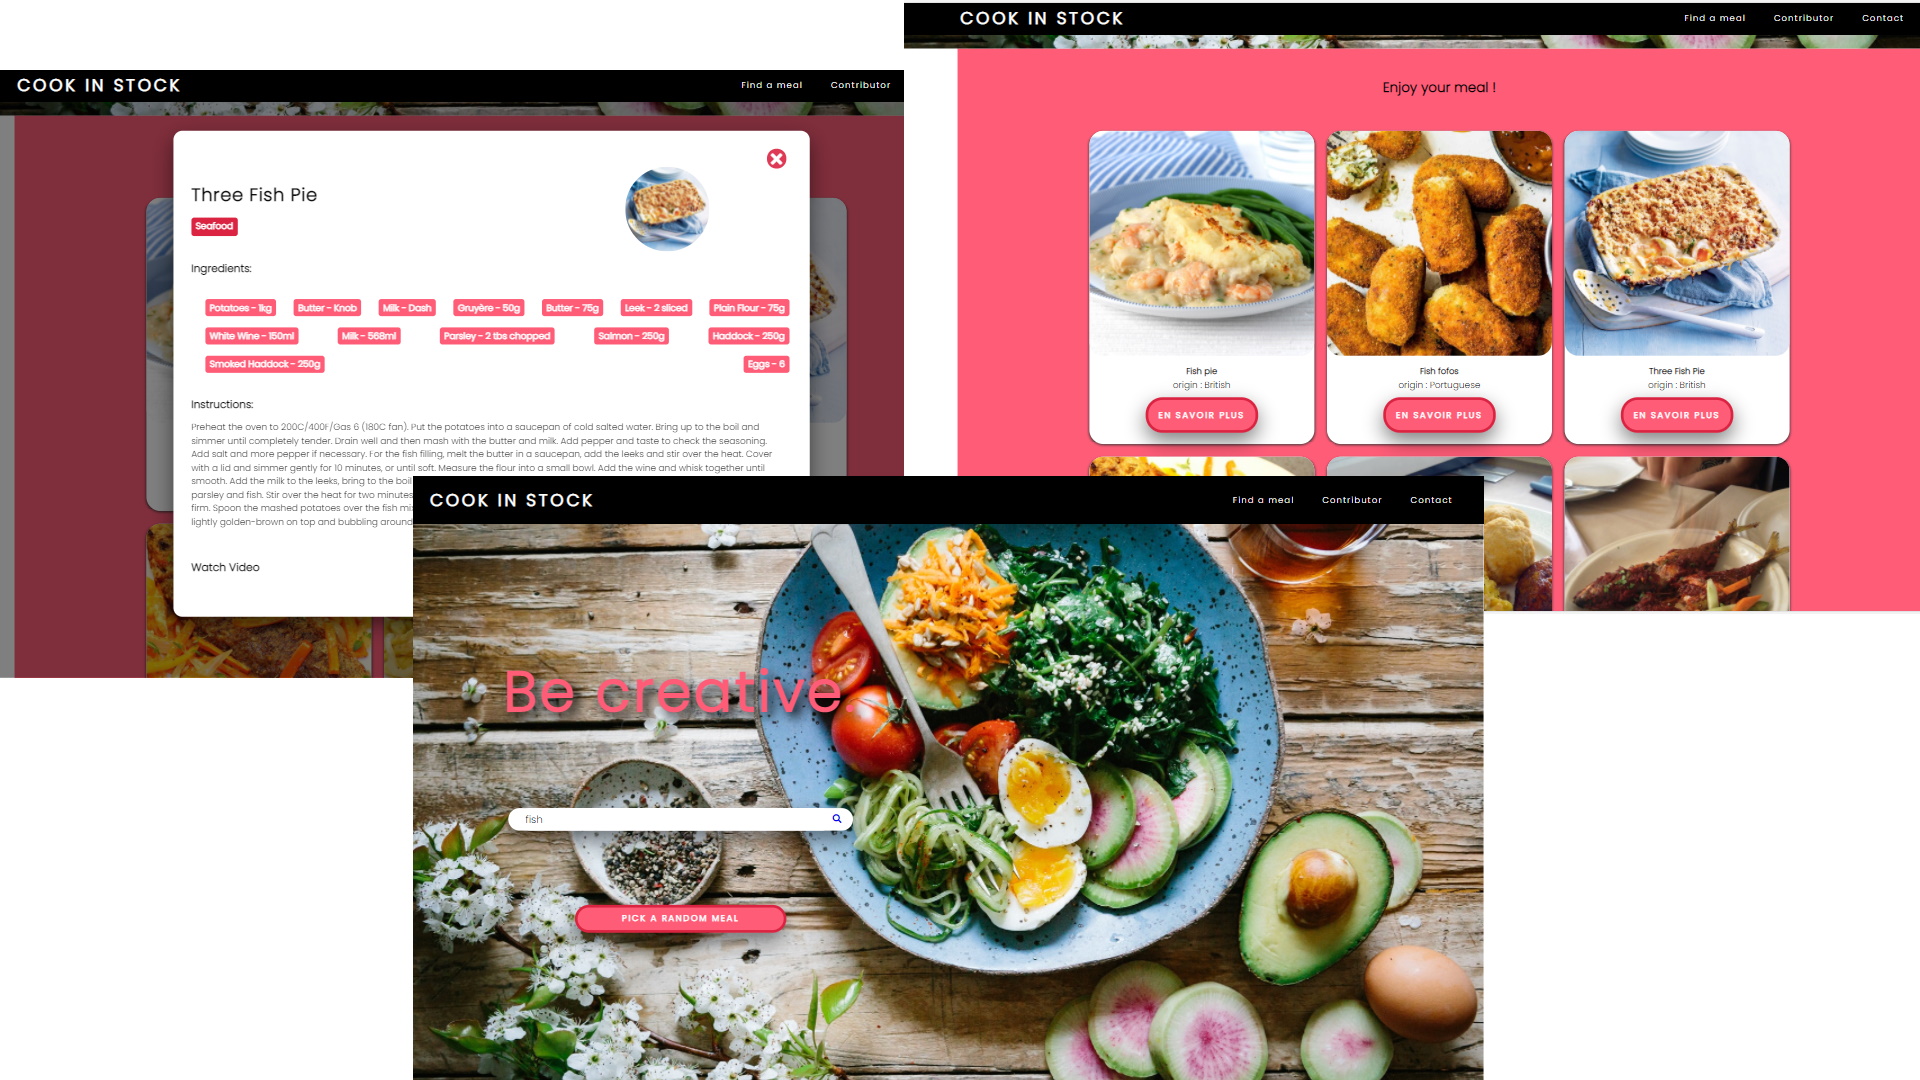 COOK IN STOCK
Find a meal
Contributor
Three Fish Pie
Seafood
Ingredients:
Potatoes - 1kg
Butter - Knob
Milk - Dash
Gruyère - 50g
Butter - 75g
Leek - 2 sliced
Plain Flour - 75g
White Wine - 150ml
Milk - 568ml
Parsley - 2 tbs chopped
Salmon - 250g
Haddock - 250g
Smoked Haddock - 250g
Eggs - 6
Instructions:
Preheat the oven to 200C/400F/Gas 6 (180C fan). Put the potatoes into a saucepan of cold salted water. Bring up to the boil and
simmer until completely tender. Drain well and then mash with the butter and milk. Add pepper and taste to check the seasoning.
Add salt and more pepper if necessary. For the fish filling, melt the butter in a saucepan, add the leeks and stir over the heat. Cover
with a lid and simmer gently for 10 minutes, or until soft. Measure the flour into a small bowl. Add the wine and whisk together until
smooth. Add the milk to the leeks, bring to the boil
parsley and fish. Stir over the heat for two minutes
firm. Spoon the mashed potatoes over the fish
lightly golden-brown on top and bubbling around
Watch Video
COOK IN STOCK
Find a meal
Contributor
Contact
Enjoy your meal !
Fish pie
origin : British
EN SAVOIR PLUS
Fish fofos
origin : Portuguese
EN SAVOIR PLUS
Three Fish Pie
origin : British
EN SAVOIR PLUS
COOK IN STOCK
Find a meal
Contributor
Contact
Be creative.
fish
PICK A RANDOM MEAL